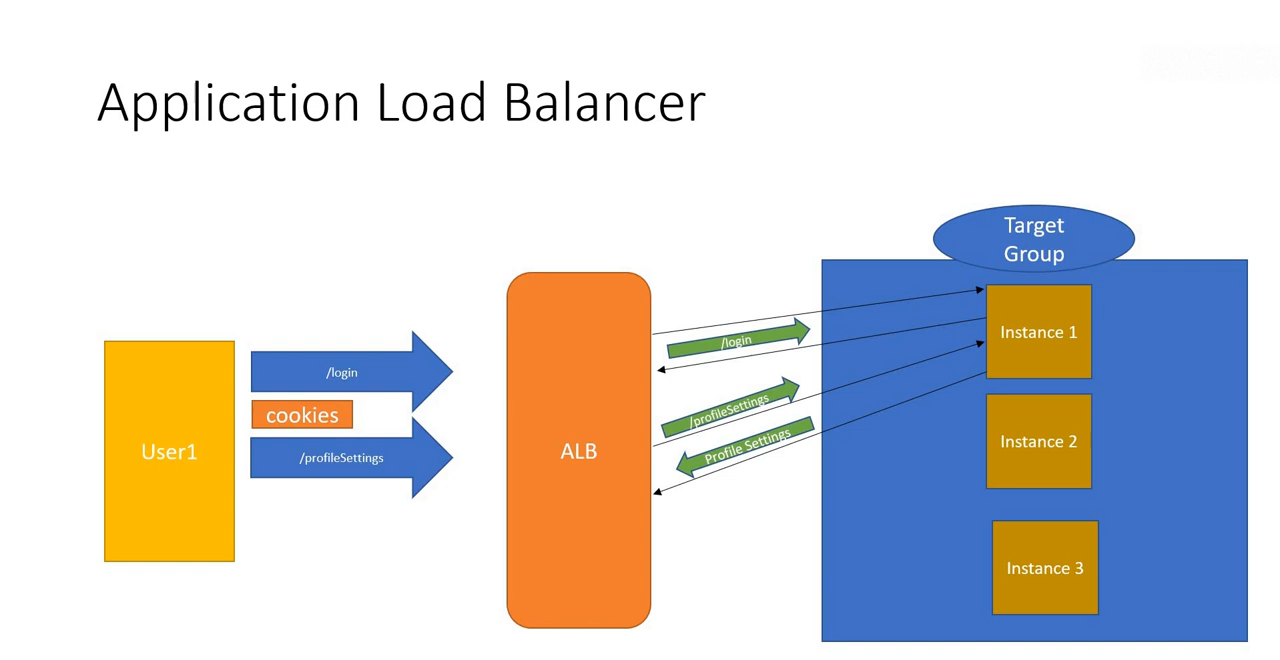 Application Load Balancer
Target
Group
/login
cookies
/profileSettings
User1
ALB
/login
/profileSettings
Profile Settings
Instance 1
Instance 2
Instance 3